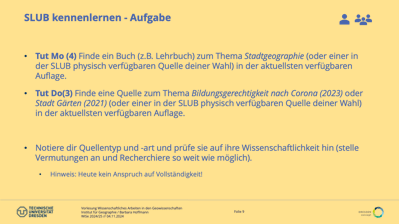 SLUB kennenlernen - Aufgabe
• Tut Mo (4) Finde ein Buch (z.B. Lehrbuch) zum Thema Stadtgeographie (oder einer in
der SLUB physisch verfügbaren Quelle deiner Wahl) in der aktuellsten verfügbaren
Auflage.
• Tut Do(3) Finde eine Quelle zum Thema Bildungsgerechtigkeit nach Corona (2023) oder
Stadt Gärten (2021) (oder einer in der SLUB physisch verfügbaren Quelle deiner Wahl)
in der aktuellsten verfügbaren Auflage.
• Notiere dir Quellentyp und -art und prüfe sie auf ihre Wissenschaftlichkeit hin (stelle
Vermutungen an und Recherchiere so weit wie möglich).
• Hinweis: Heute kein Anspruch auf Vollständigkeit!
TECHNISCHE
UNIVERSITÄT
DRESDEN
Vorlesung Wissenschaftliches Arbeiten in den Geowissenschaften
Institut für Geographie / Barbara Hoffmann
Folie 9